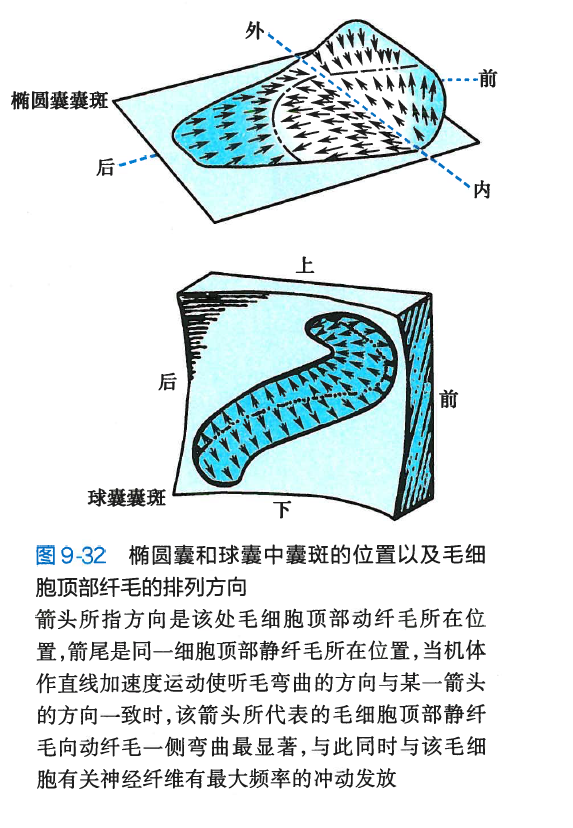 外
椭圆囊囊斑
前
后
内
上
后
前
球囊囊斑
下
图9-32 椭圆囊和球囊中囊斑的位置以及毛细
胞顶部纤毛的排列方向
箭头所指方向是该处毛细胞顶部动纤毛所在位
置,箭尾是同一细胞顶部静纤毛所在位置,当机体
作直线加速度运动使听毛弯曲的方向与某一箭头
的方向一致时,该箭头所代表的毛细胞顶部静纤
毛向动纤毛一侧弯曲最显著,与此同时与该毛细
胞有关神经纤维有最大频率的冲动发放